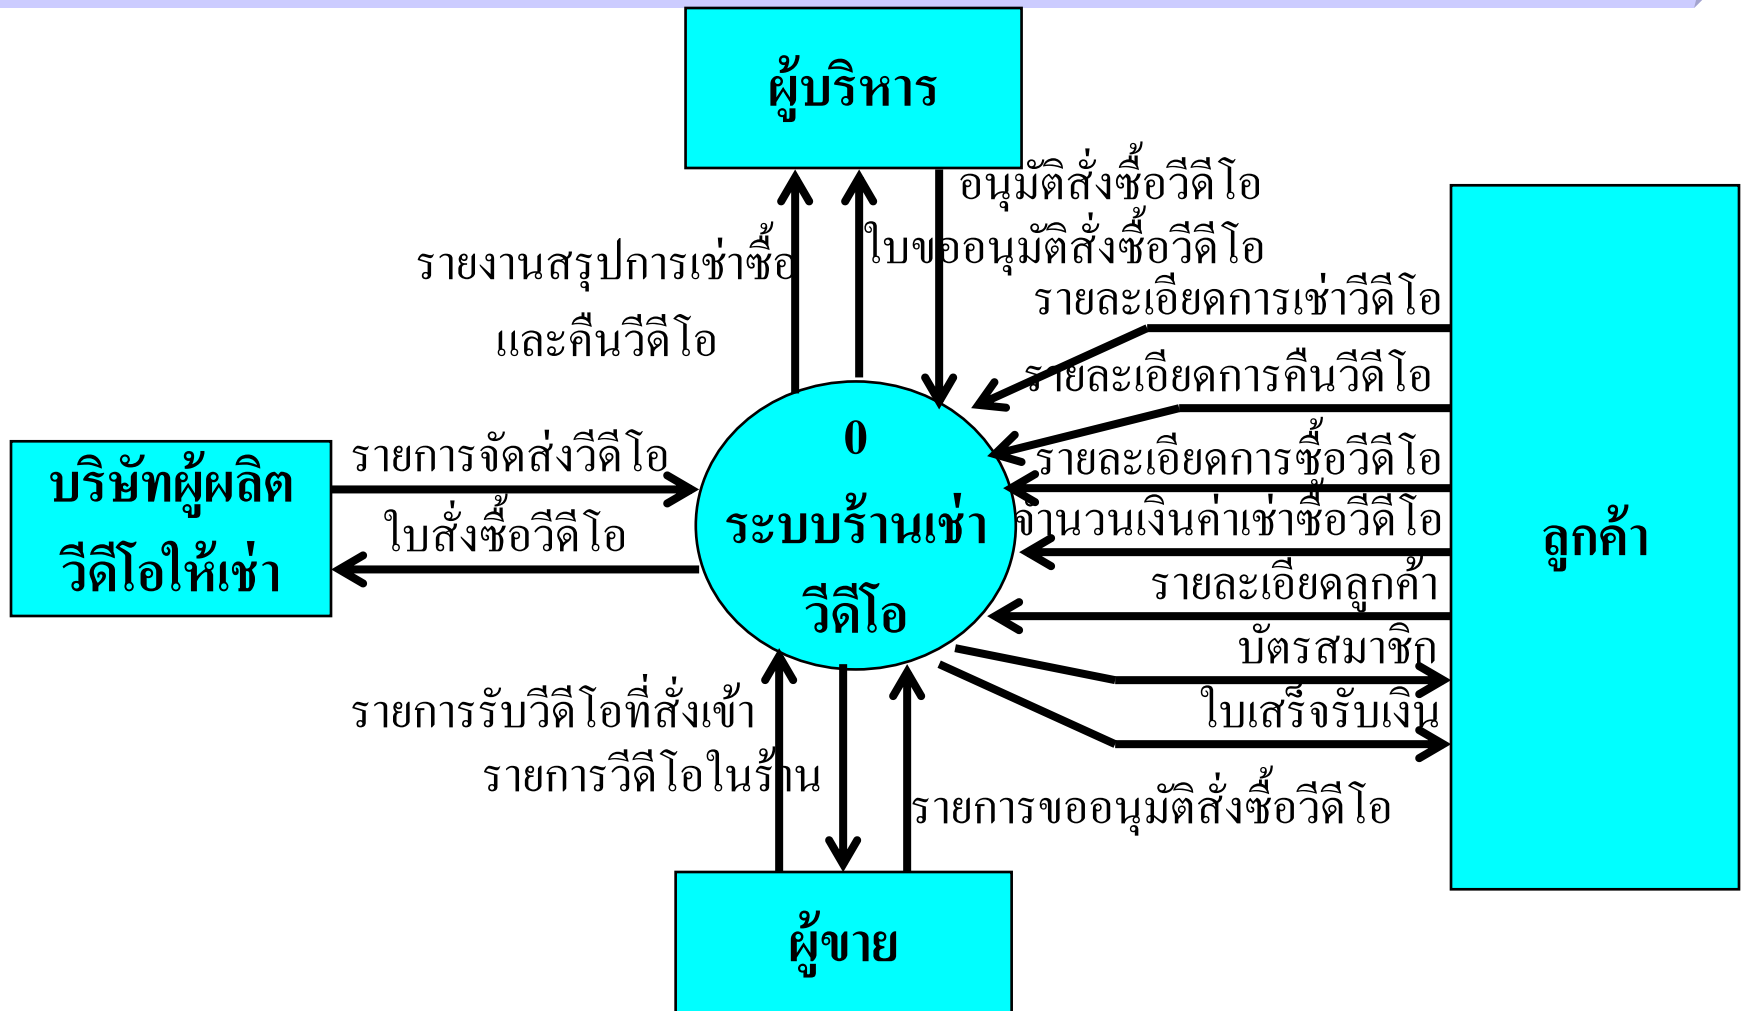 ผู้บริหาร
อนุมัติสั่งซื้อวีดีโอ
ใบขออนุมัติสั่งซื้อวีดีโอ
รายงานสรุปการเช่าซื้อ
และคืนวีดีโอ
รายละเอียดการเช่าวีดีโอ
รายละเอียดการคืนวีดีโอ
รายละเอียดการซื้อวีดีโอ
จำนวนเงินค่าเช่าซื้อวีดีโอ
รายละเอียดลูกค้า
บัตรสมาชิก
ใบเสร็จรับเงิน
ลูกค้า
0
ระบบร้านเช่า
วีดีโอ
บริษัทผู้ผลิต
วีดีโอให้เช่า
รายการจัดส่งวีดีโอ
ใบสั่งซื้อวีดีโอ
รายการรับวีดีโอที่สั่งเข้า
รายการวีดีโอในร้าน
รายการขออนุมัติสั่งซื้อวีดีโอ
ผู้ขาย